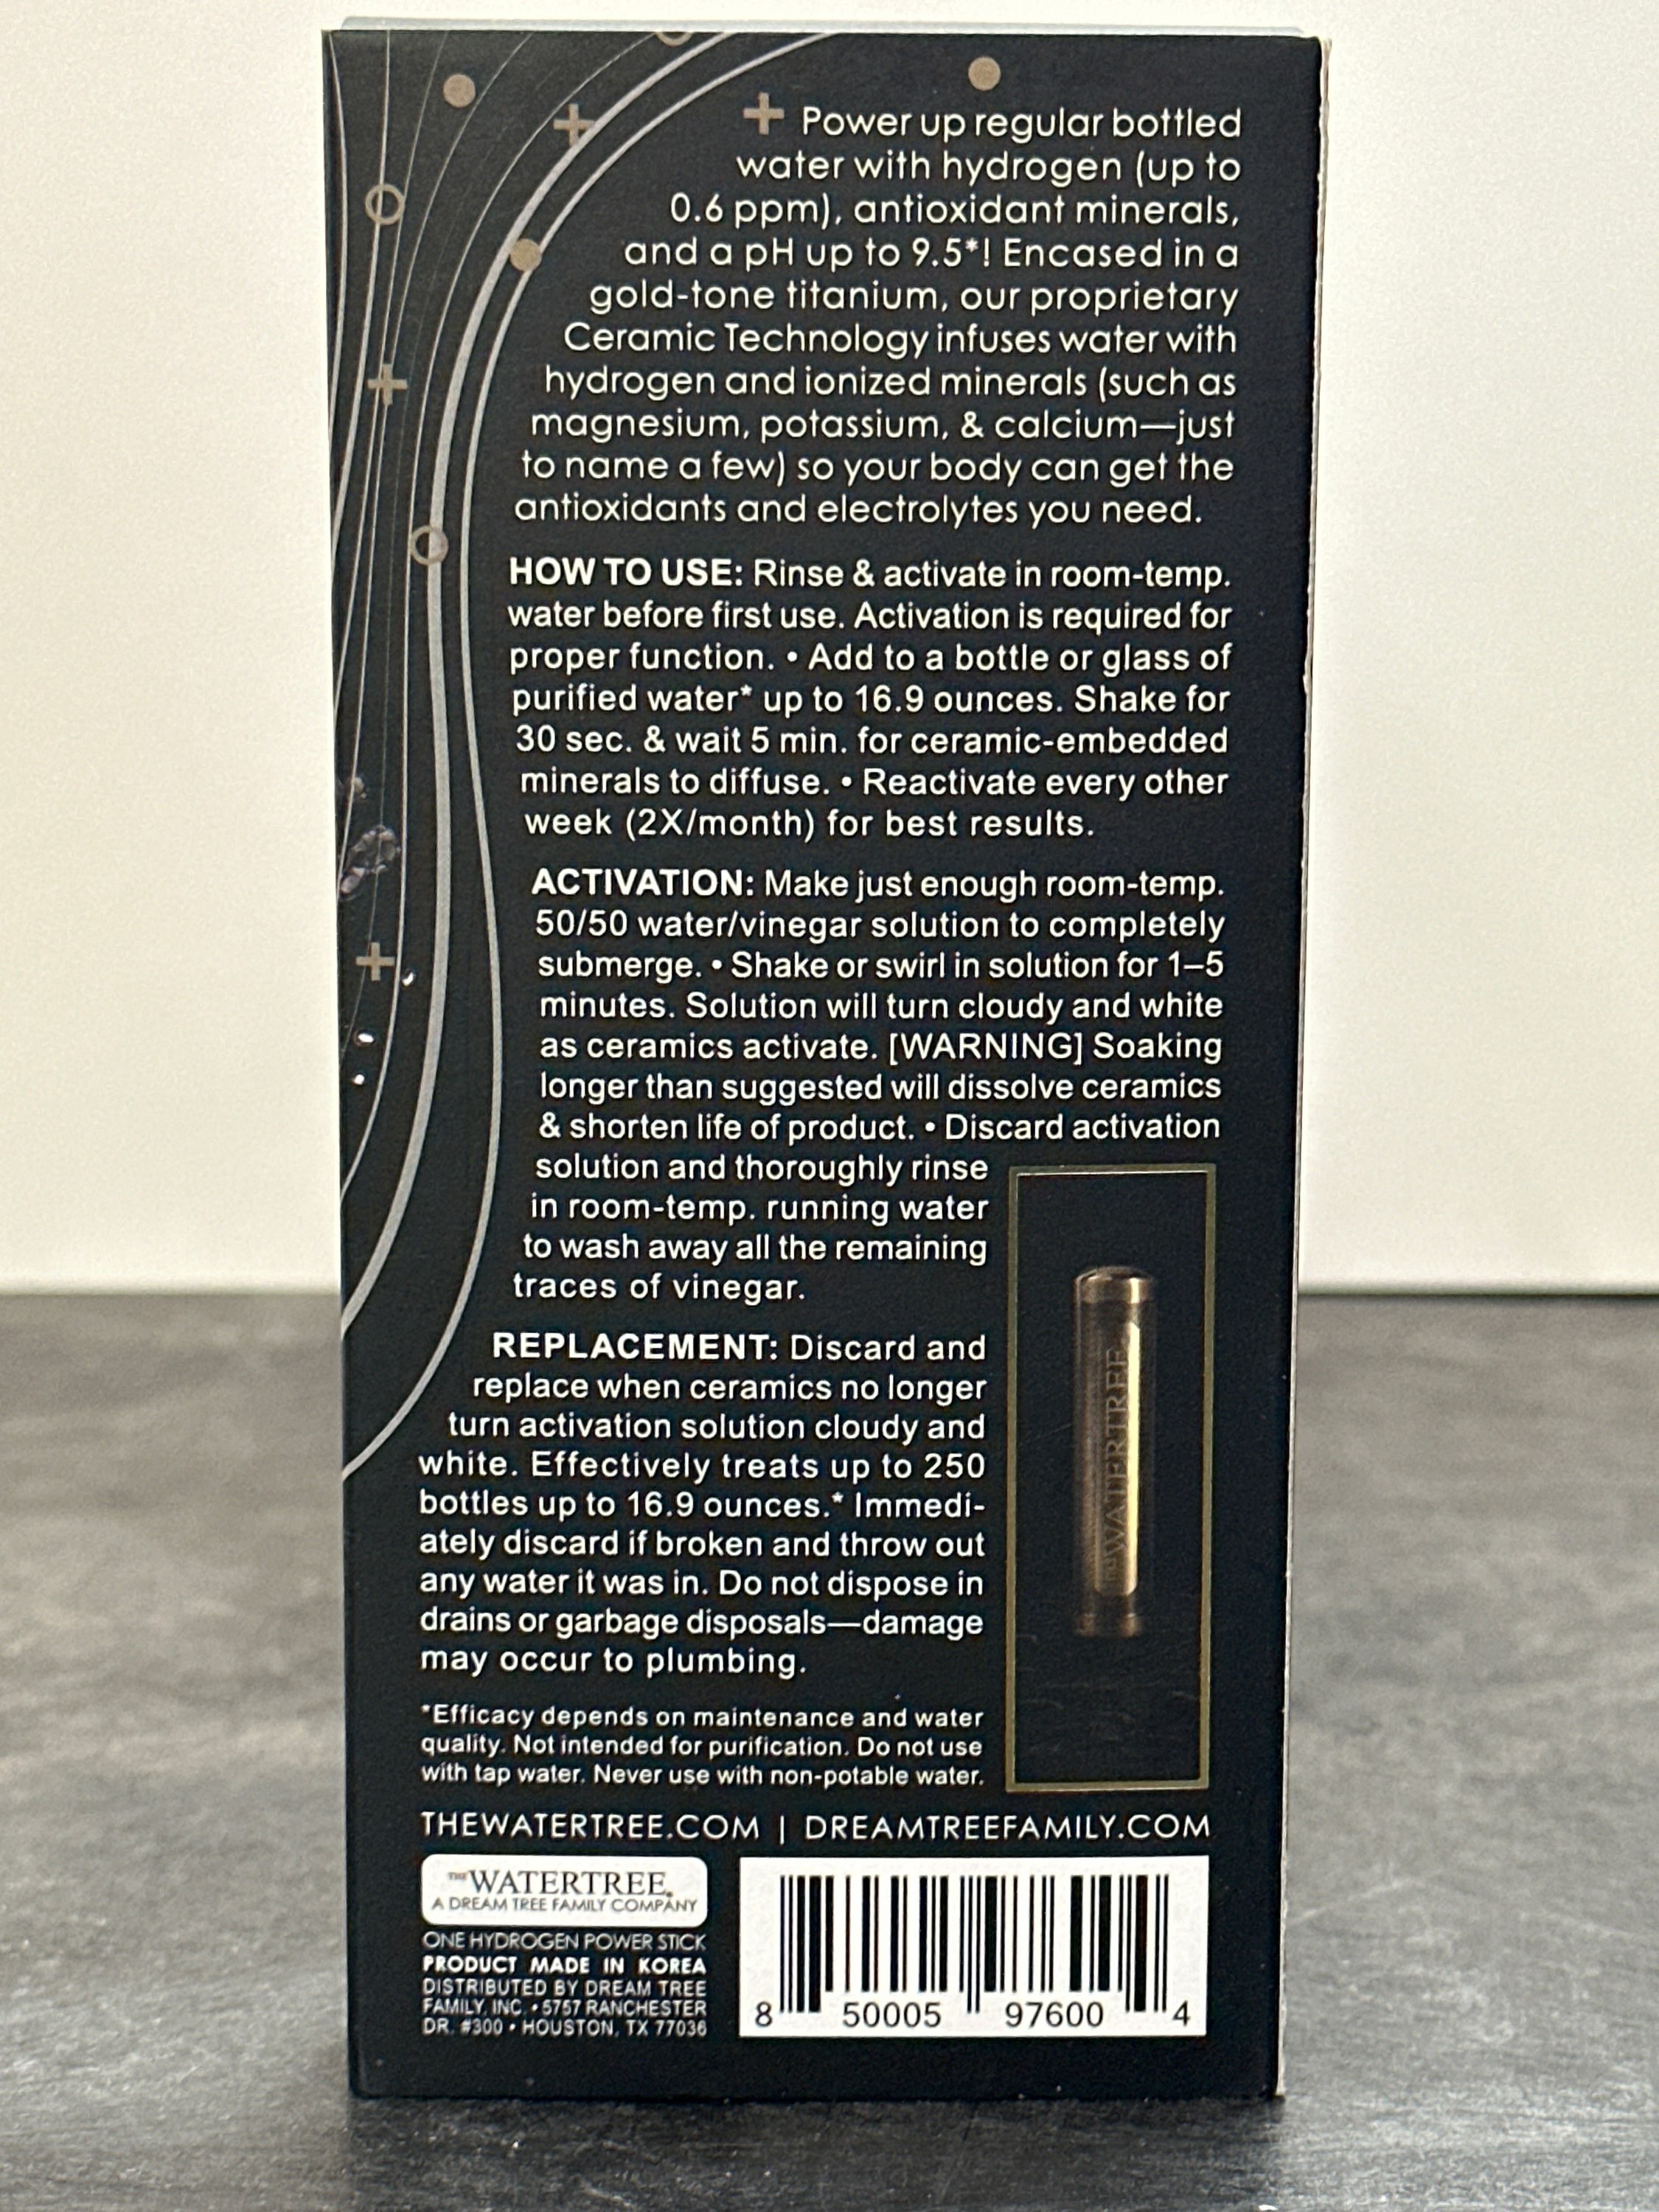 Power up regular bottled
water with hydrogen (up to
0.6 ppm), antioxidant minerals,
and a pH up to 9.5*! Encased in a
gold-tone titanium, our proprietary
Ceramic Technology infuses water with
hydrogen and ionized minerals (such as
magnesium, potassium, & calcium—just
to name a few) so your body can get the
antioxidants and electrolytes you need.
HOW TO USE: Rinse & activate in room-temp.
water before first use. Activation is required for
proper function. • Add to a bottle or glass of
purified water* up to 16.9 ounces. Shake for
30 sec. & wait 5 min. for ceramic-embedded
minerals to diffuse. • Reactivate every other
week (2X/month) for best results.
ACTIVATION: Make just enough room-temp.
50/50 water/vinegar solution to completely
submerge. • Shake or swirl in solution for 1–5
minutes. Solution will turn cloudy and white
as ceramics activate. [WARNING] Soaking
longer than suggested will dissolve ceramics
& shorten life of product. • Discard activation
solution and thoroughly rinse
in room-temp. running water
to wash away all the remaining
traces of vinegar.
REPLACEMENT: Discard and
replace when ceramics no longer
turn activation solution cloudy and
white. Effectively treats up to 250
bottles up to 16.9 ounces.* Immedi-
ately discard if broken and throw out
any water it was in. Do not dispose in
drains or garbage disposals—damage
may occur to plumbing.
*Efficacy depends on maintenance and water
quality. Not intended for purification. Do not use
with tap water. Never use with non-potable water.
THE WATERTREE
THEWATERTREE.COM | DREAMTREEFAMILY.COM
THE WATERTREE®
A DREAM TREE FAMILY COMPANY
ONE HYDROGEN POWER STICK
PRODUCT MADE IN KOREA
DISTRIBUTED BY DREAM TREE
FAMILY, INC. • 5757 RANCHESTER
DR. #300 • HOUSTON, TX 77036
8 50005 97600 4